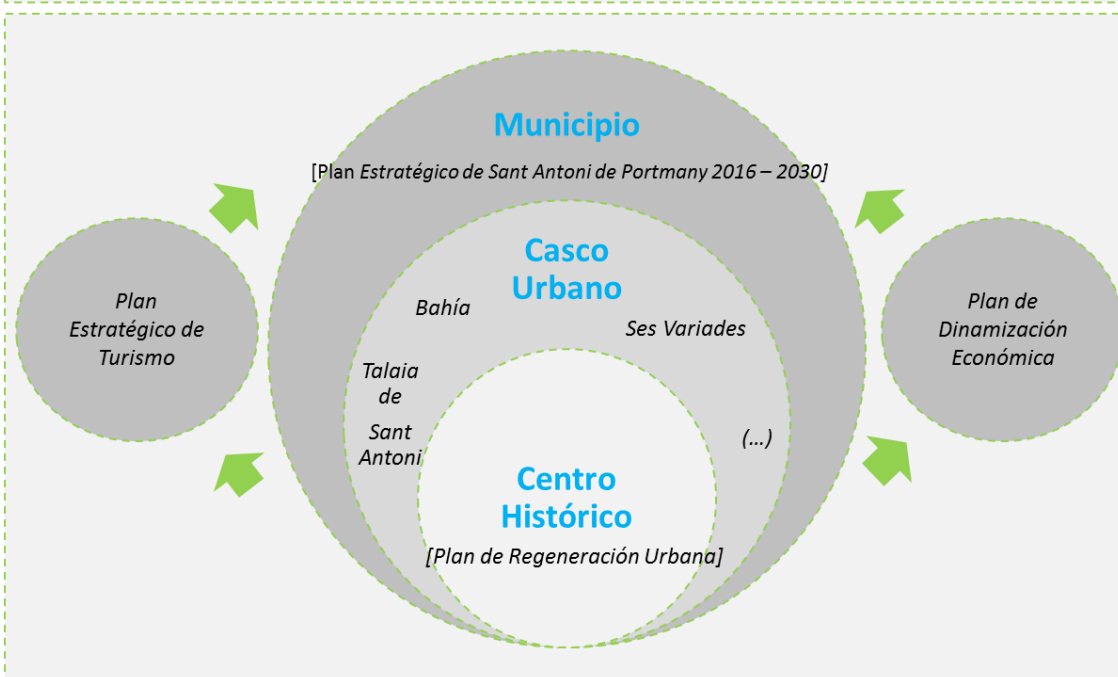 Municipio
[Plan Estratégico de Sant Antoni de Portmany 2016 – 2030]
Casco
Urbano
Bahía
Ses Variades
Talaia
de
Sant
Antoni
(...)
Centro
Histórico
[Plan de Regeneración Urbana]
Plan
Estratégico de
Turismo
Plan de
Dinamización
Económica